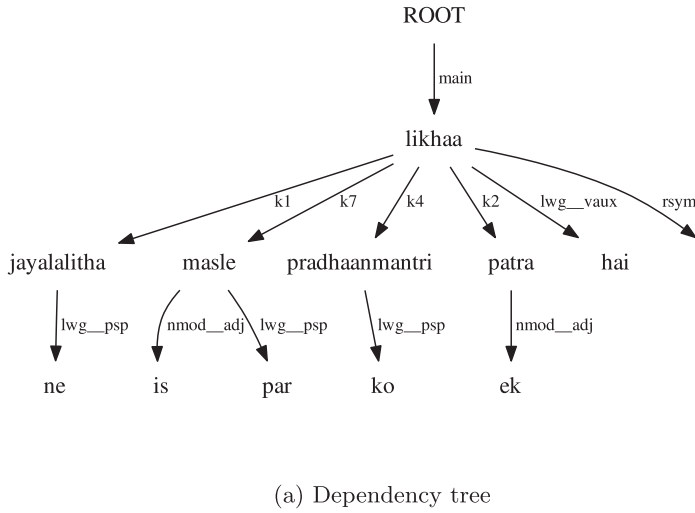 ROOT
main
likhaa
k1 k7 k4 k2 lwg__vaux rsym
jayalalitha masle pradhaanmantri patra hai
lwg__psp nmod__adj lwg__psp lwg__psp nmod__adj
ne is par ko ek
(a) Dependency tree